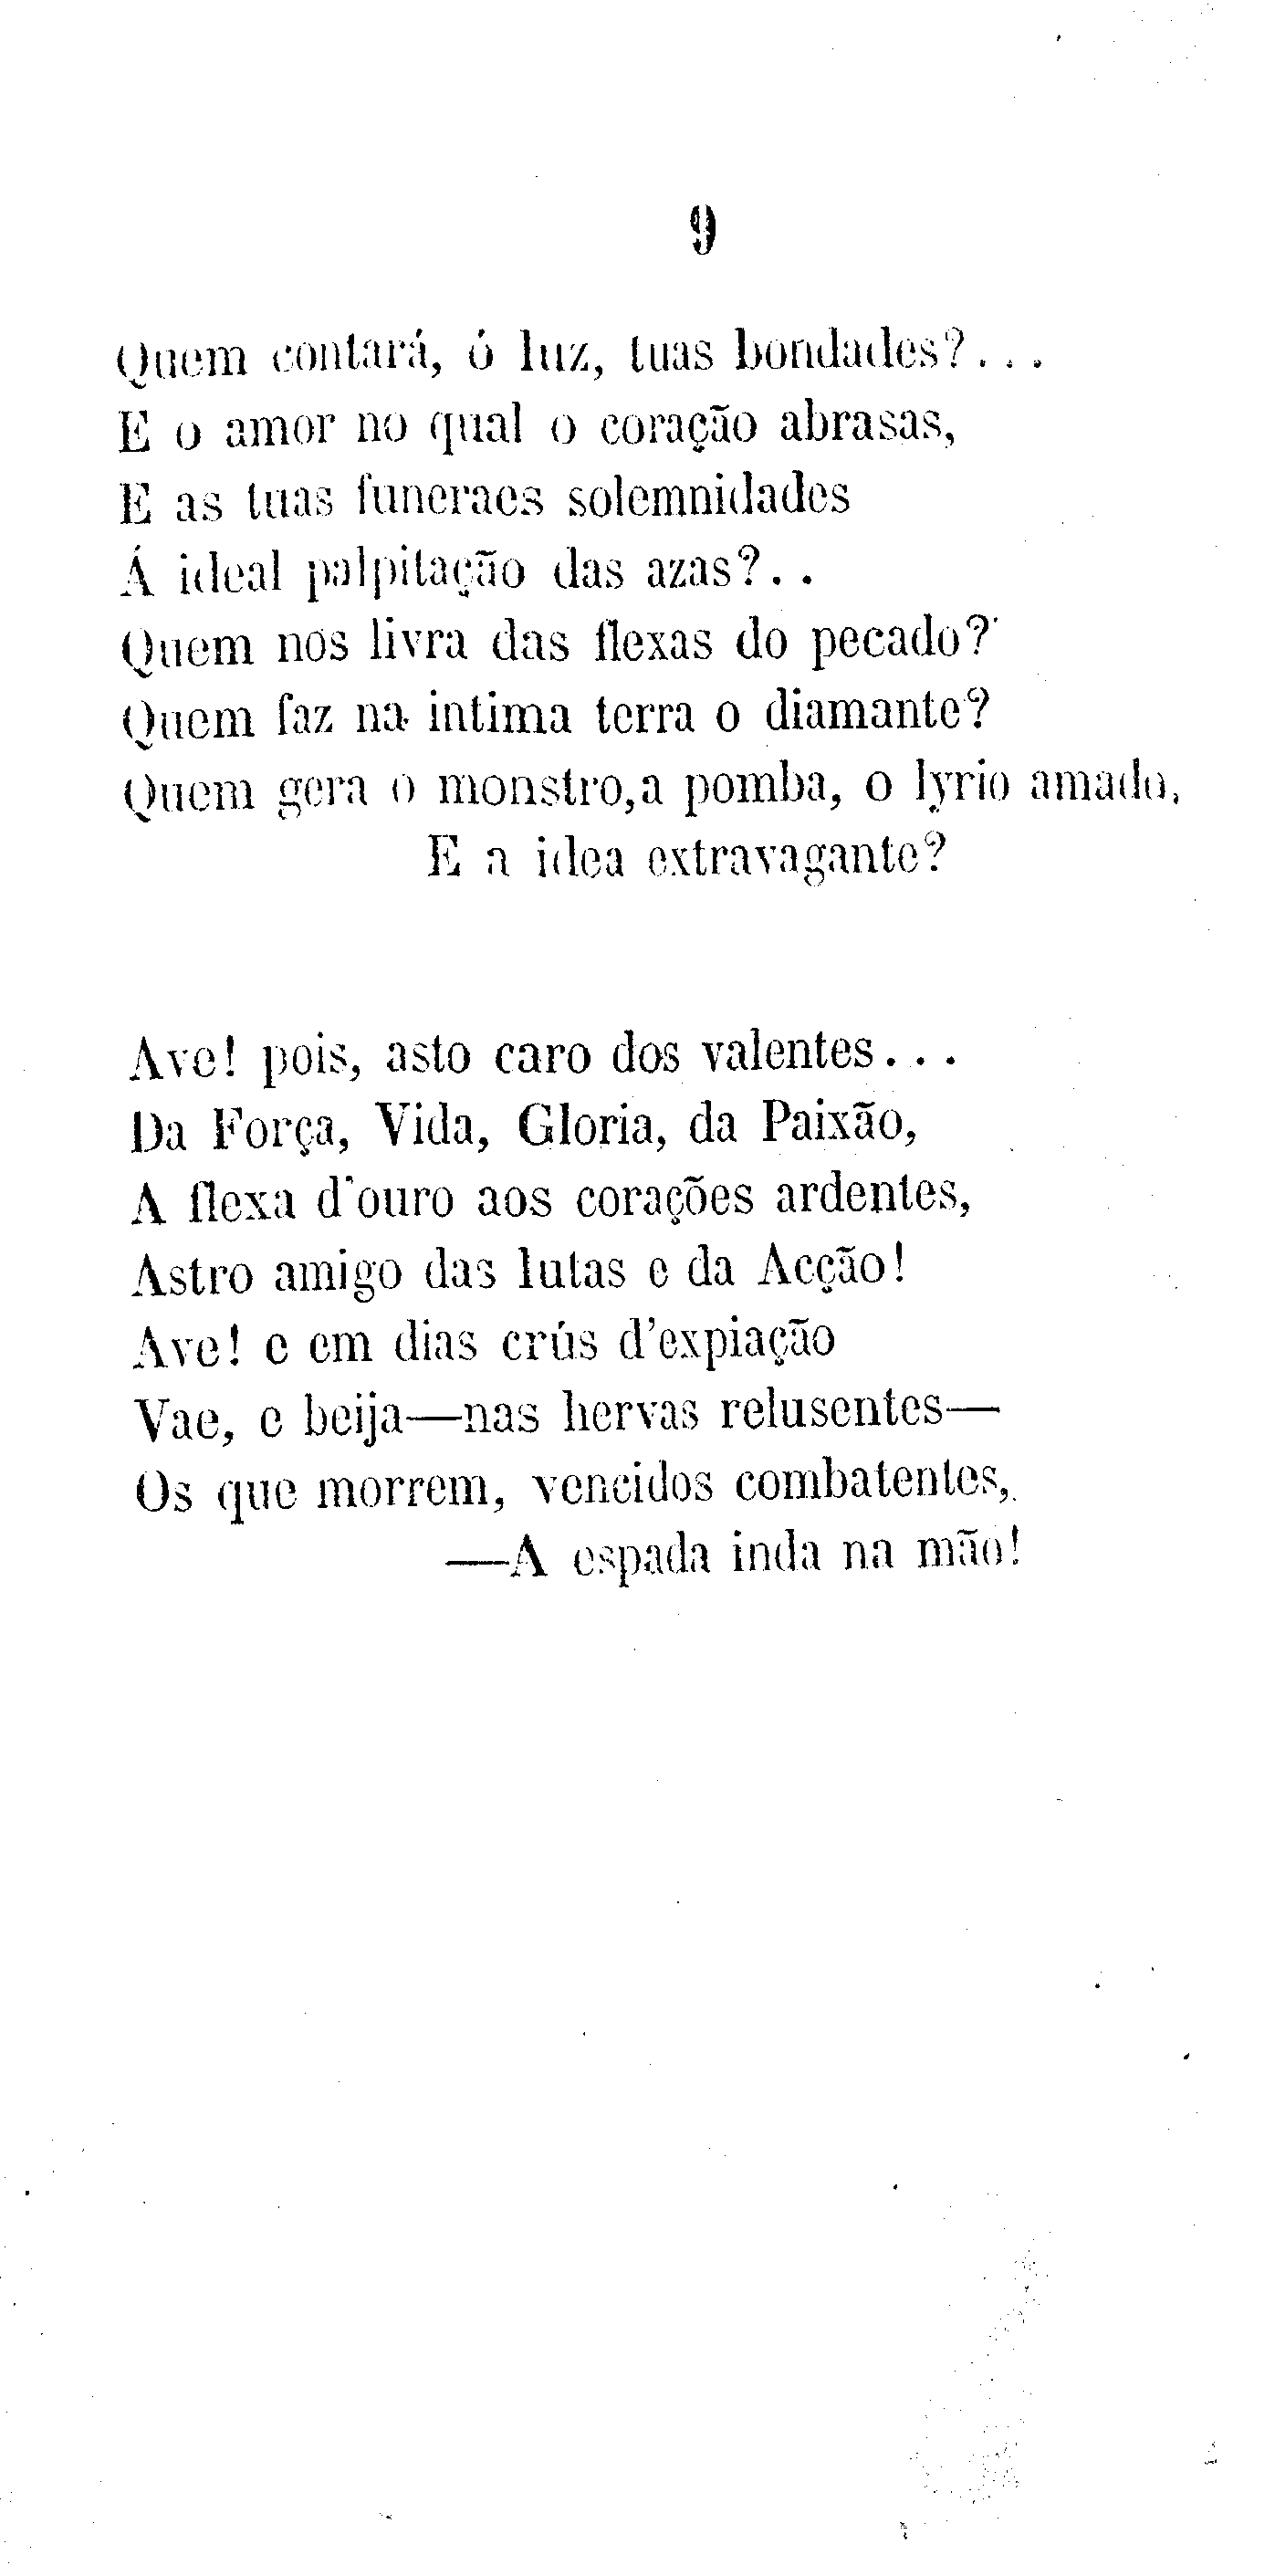 9
Quem contará, ó luz, tuas bondades?...
E o amor no qual o coração abrasas,
E as tuas funeraes solemnidades
Á ideal palpitação das azas?..
Quem nos livra das flexas do pecado?
Quem faz na intima terra o diamante?
Quem gera o monstro,a pomba, o lyrio amado,
E a idea extravagante?
Ave! pois, asto caro dos valentes...
Da Força, Vida, Gloria, da Paixão,
A flexa d'ouro aos corações ardentes,
Astro amigo das lutas e da Acção!
Ave! e em dias crús d'expiação
Vae, e beija—nas hervas relusentes—
Os que morrem, vencidos combatentes,
—A espada inda na mão!